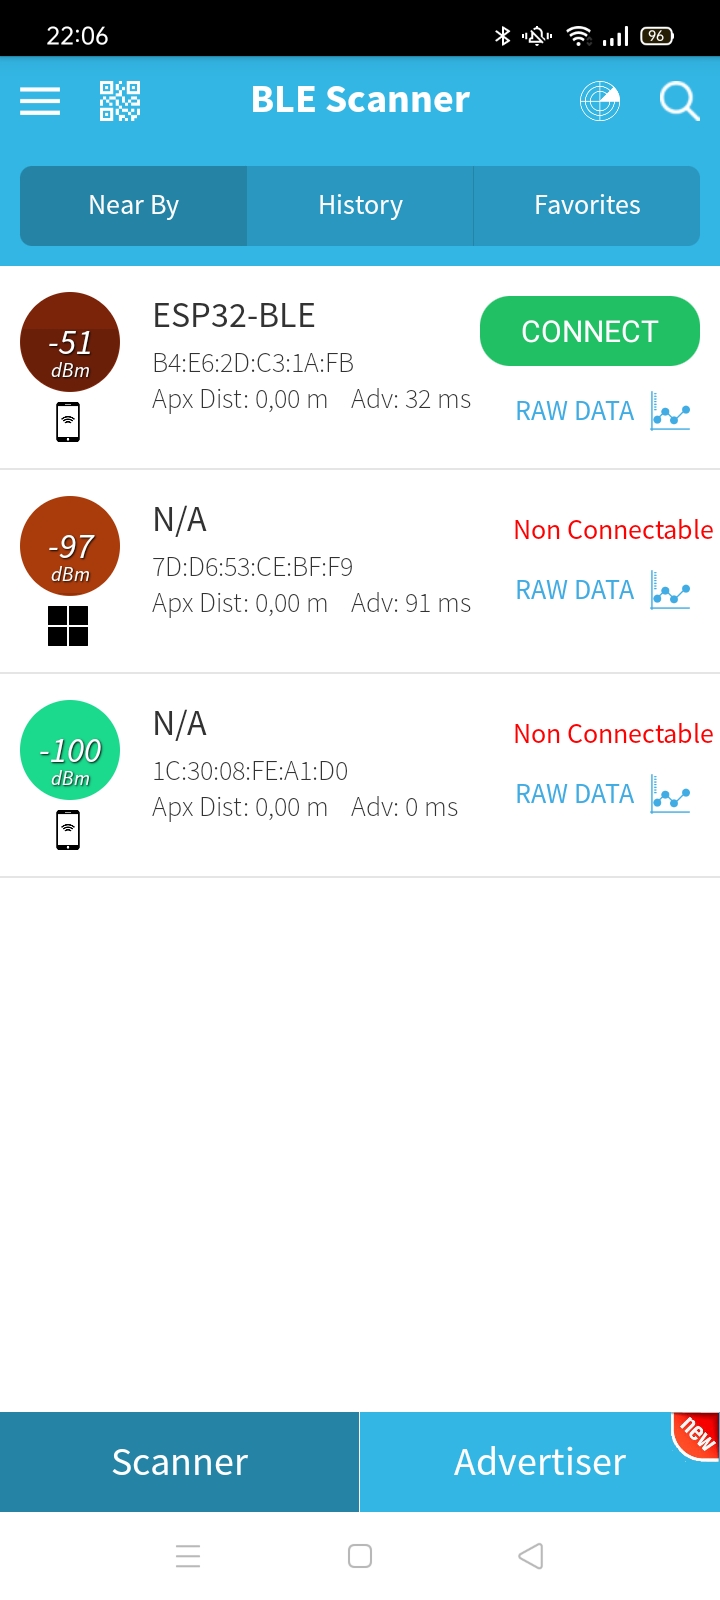 22:06
96
BLE Scanner
Near By
History
Favorites
-51
dBm
ESP32-BLE
B4:E6:2D:C3:1A:FB
Apx Dist: 0,00 m Adv: 32 ms
CONNECT
RAW DATA
-97
dBm
N/A
7D:D6:53:CE:BF:F9
Apx Dist: 0,00 m Adv: 91 ms
Non Connectable
RAW DATA
-100
dBm
N/A
1C:30:08:FE:A1:D0
Apx Dist: 0,00 m Adv: 0 ms
Non Connectable
RAW DATA
Scanner
Advertiser
new